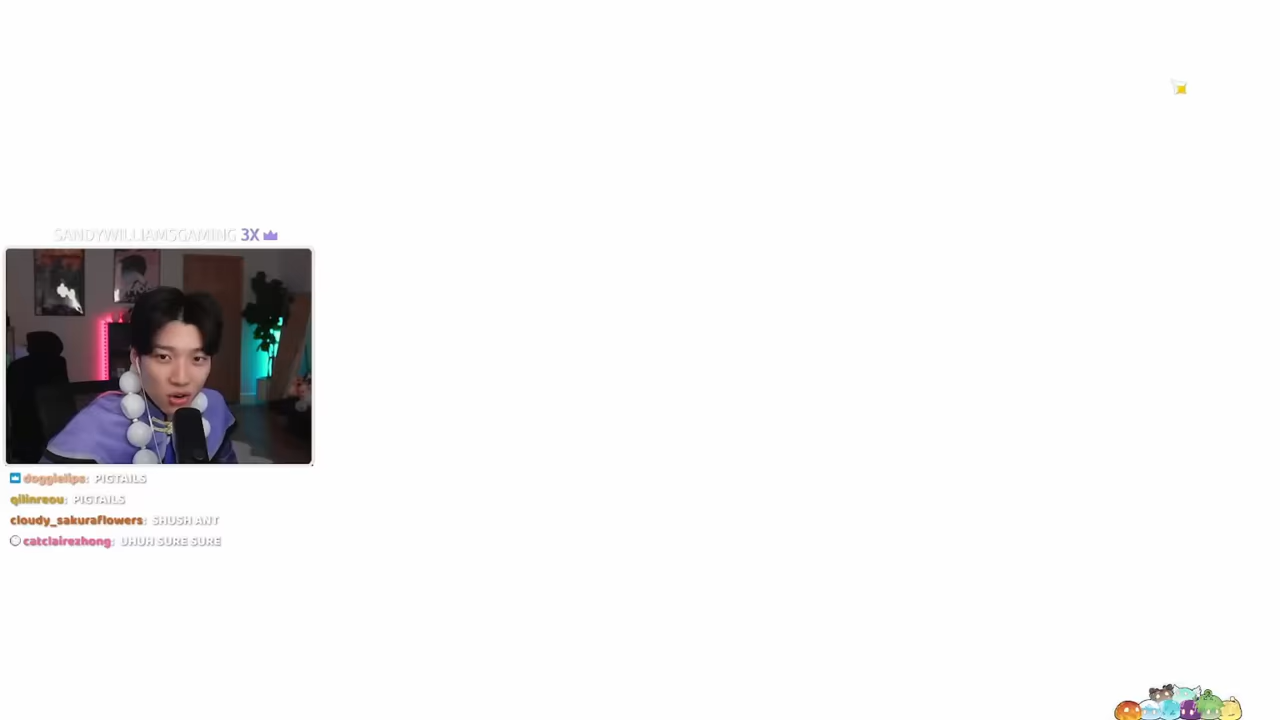 SANDYWILLIAMSGAMING 3X
doggielips: PIGTAILS
qilinreou: PIGTAILS
cloudy_sakuraflowers: SHUSH ANT
catclairezhong: UHUH SURE SURE